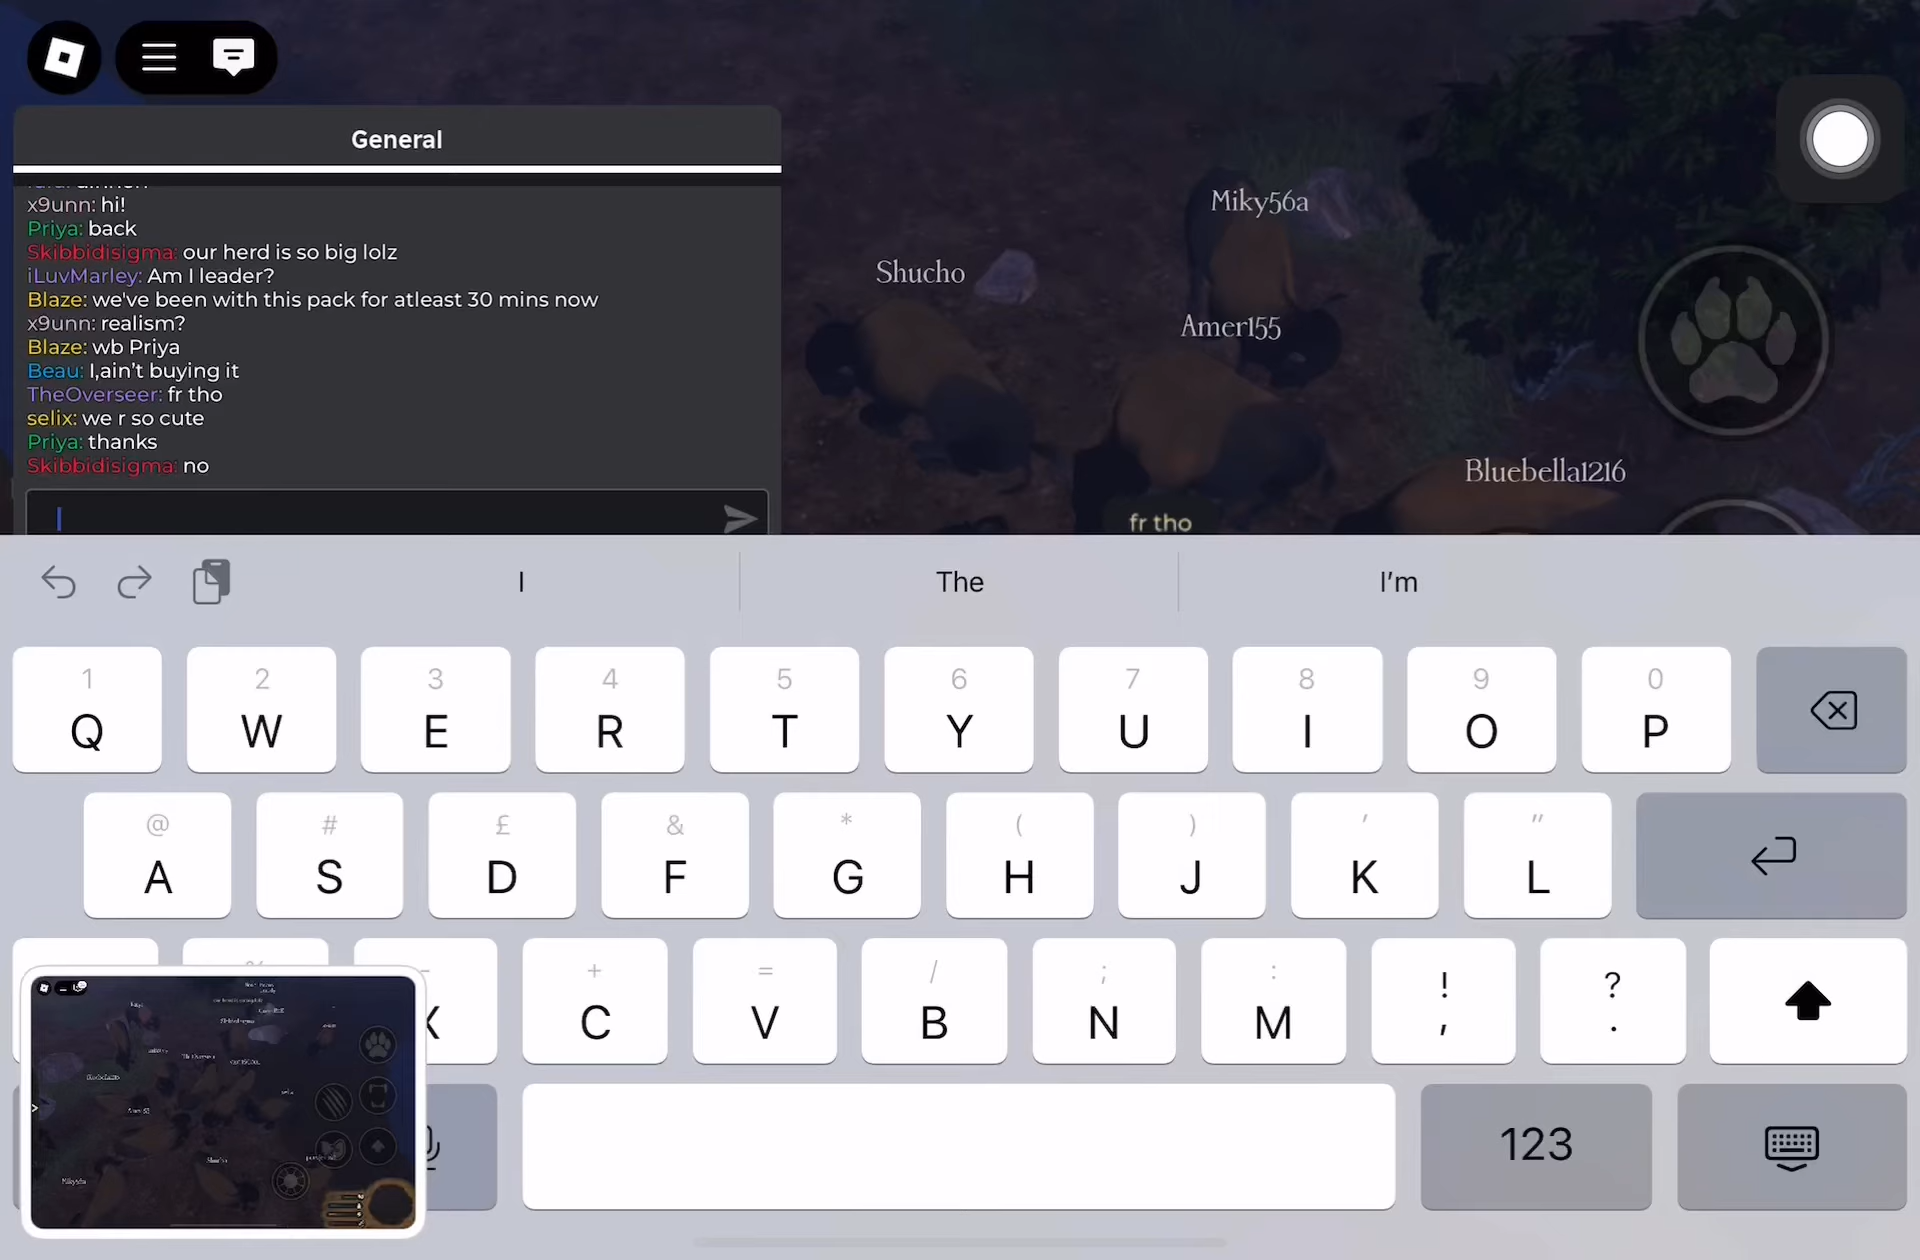 General
x9unn: hi!
Priya: back
Skibbidisigma: our herd is so big lolz
iLuvMarley: Am I leader?
Blaze: we've been with this pack for atleast 30 mins now
x9unn: realism?
Blaze: wb Priya
Beau: I,ain't buying it
TheOverseer: fr tho
selix: we r so cute
Priya: thanks
Skibbidisigma: no
Miky56a
Shucho
Amer155
Bluebella1216
fr tho
I The I'm
1 2 3 4 5 6 7 8 9 0
Q W E R T Y U I O P
@ # £ & * ( ) ' "
A S D F G H J K L
+ = / ; : ! ?
X C V B N M , .
123